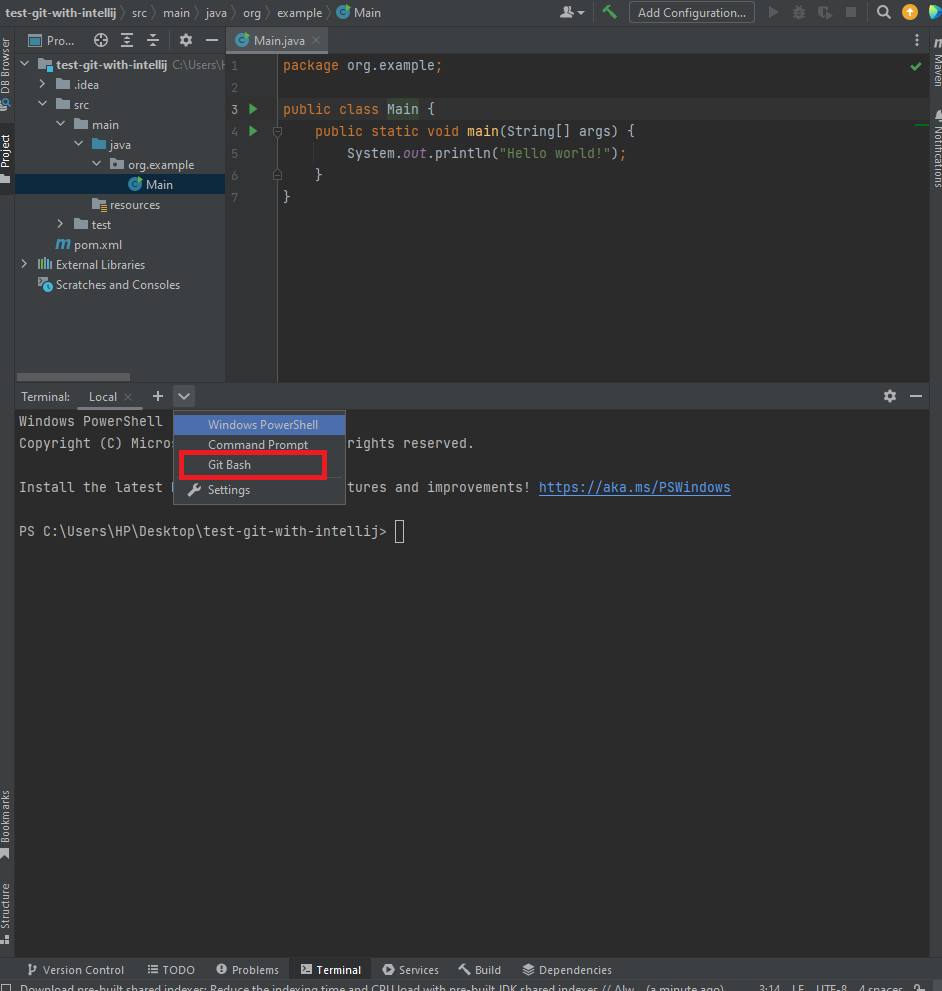 test-git-with-intellij src main java org example Main Add Configuration...
Pro... Main.java
test-git-with-intellij C:\Users\H
.idea
src
main
java
org.example
Main
resources
test
pom.xml
External Libraries
Scratches and Consoles
1 package org.example;
2
3 public class Main {
4 public static void main(String[] args) {
5 System.out.println("Hello world!");
6 }
7 }
DB Browser
Project
Bookmarks
Structure
Maven
Notifications
Terminal: Local
Windows PowerShell
Copyright (C) rights reserved.
Install the latest tures and improvements! https://aka.ms/PSWindows
PS C:\Users\HP\Desktop\test-git-with-intellij>
Windows PowerShell
Command Prompt
Git Bash
Settings
Version Control TODO Problems Terminal Services Build Dependencies
Download pre-built shared indexes: Reduce the indexing time and CPU load with pre-built JDK shared indexes // Alw... (a minute ago) 3:14 LF UTF-8 4 spaces